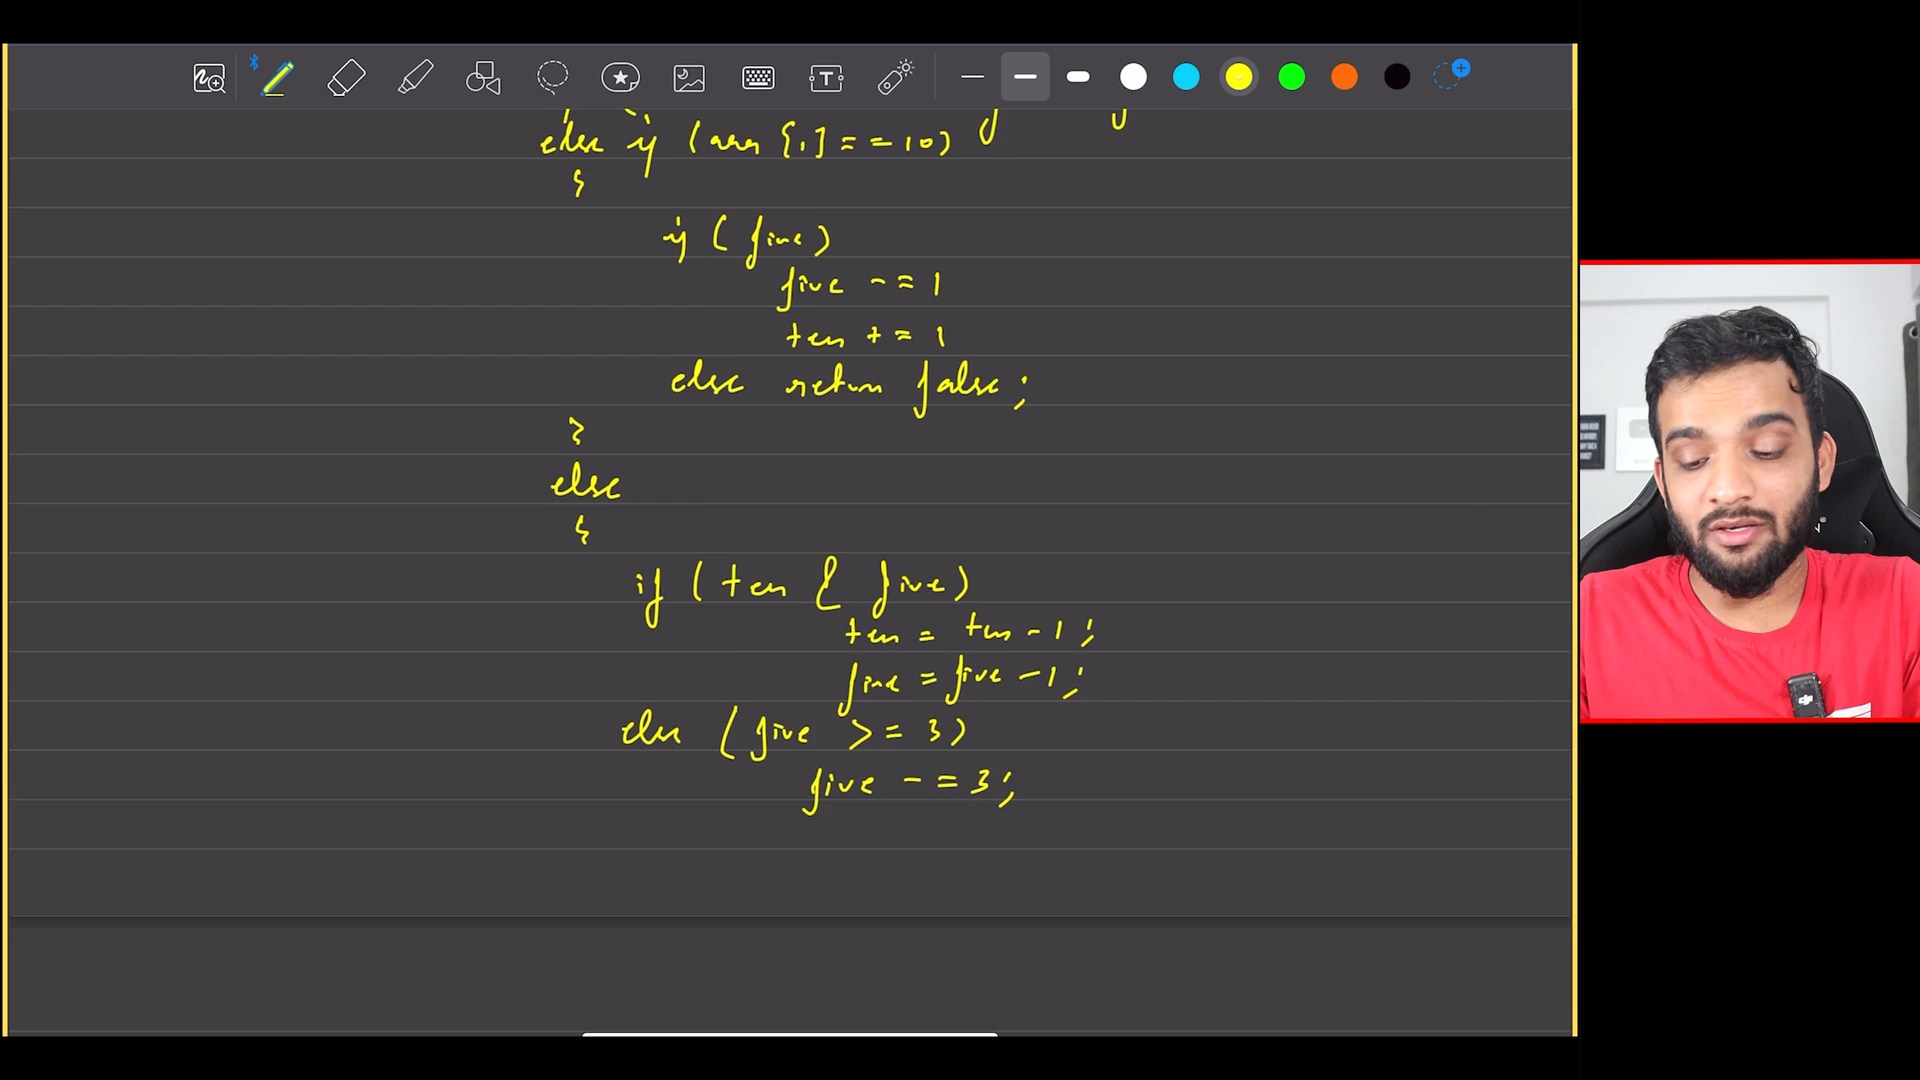 else if (arr [i] == 10)
{
if (five)
five -= 1
ten += 1
else return false;
}
else
{
if (ten & five)
ten = ten - 1;
five = five - 1;
else (five >= 3)
five -= 3;